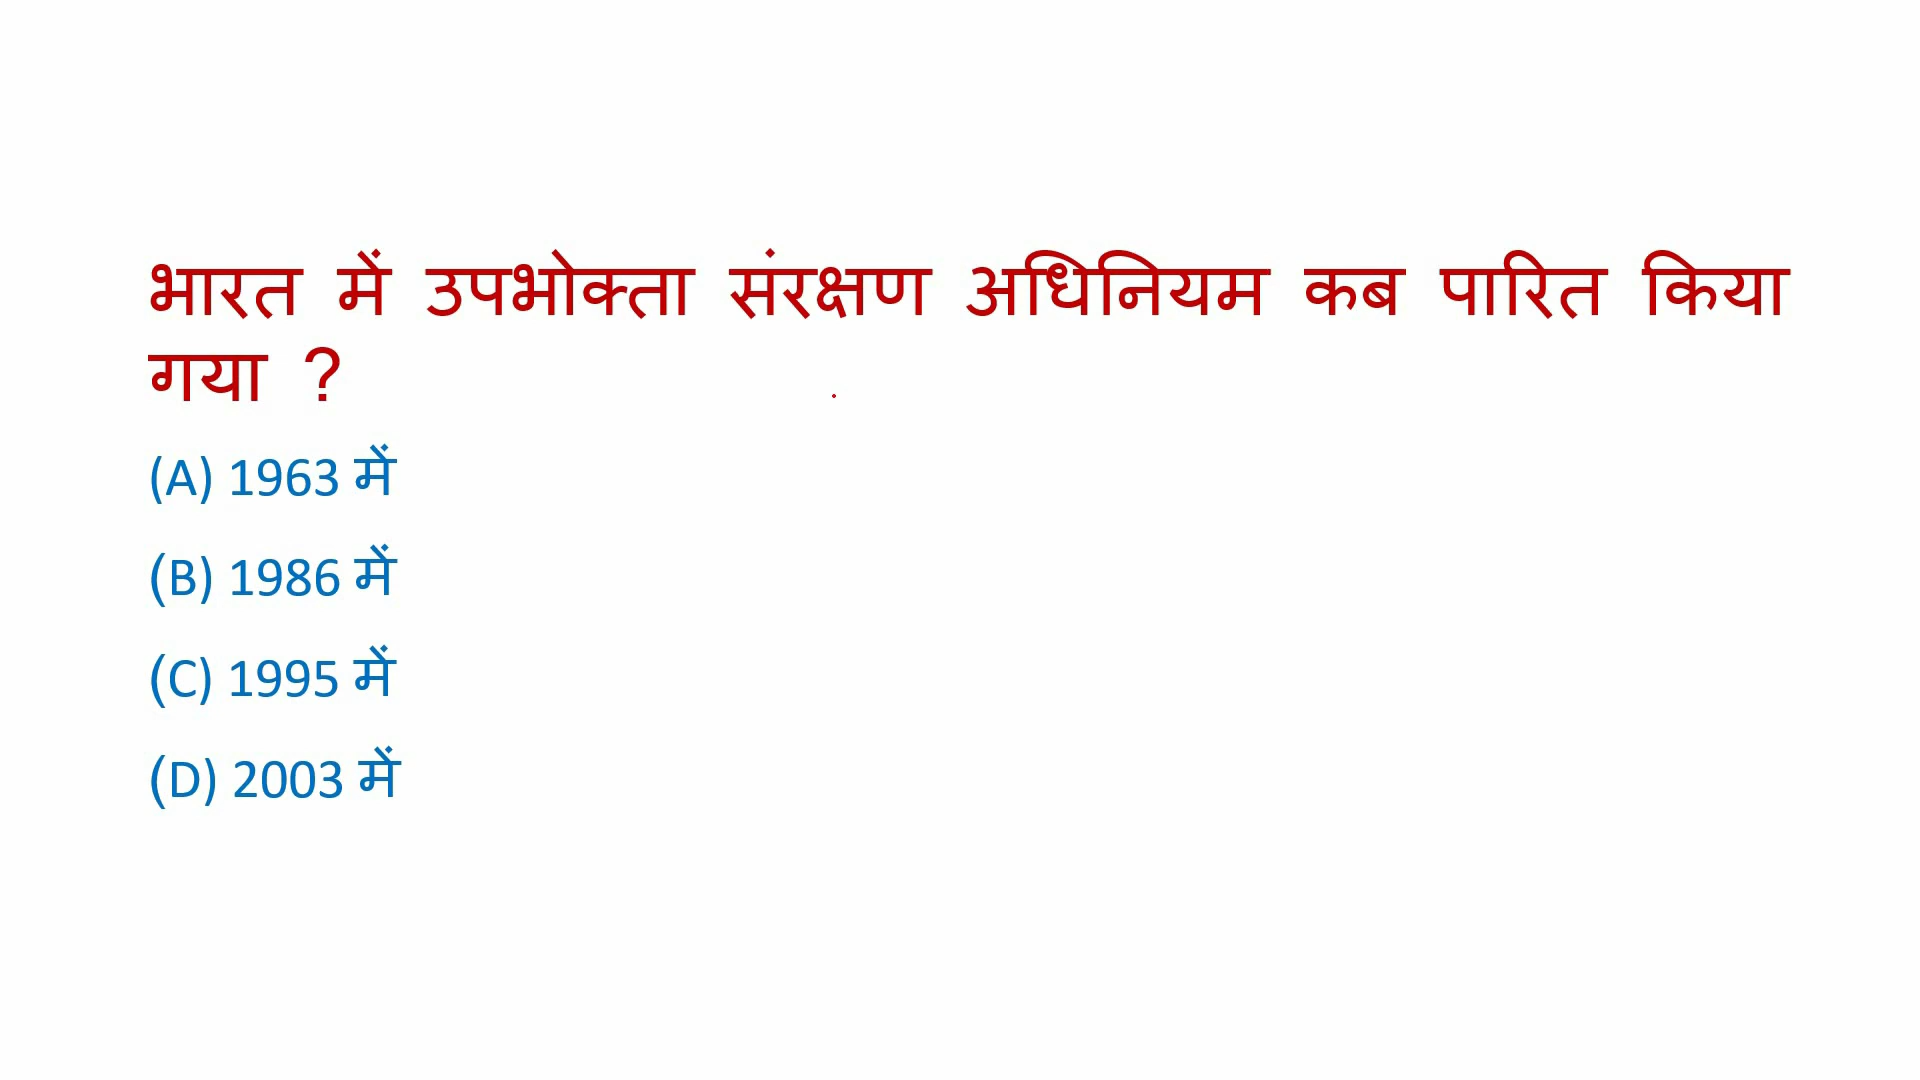 भारत में उपभोक्ता संरक्षण अधिनियम कब पारित किया
गया ?
(A) 1963 में
(B) 1986 में
(C) 1995 में
(D) 2003 में